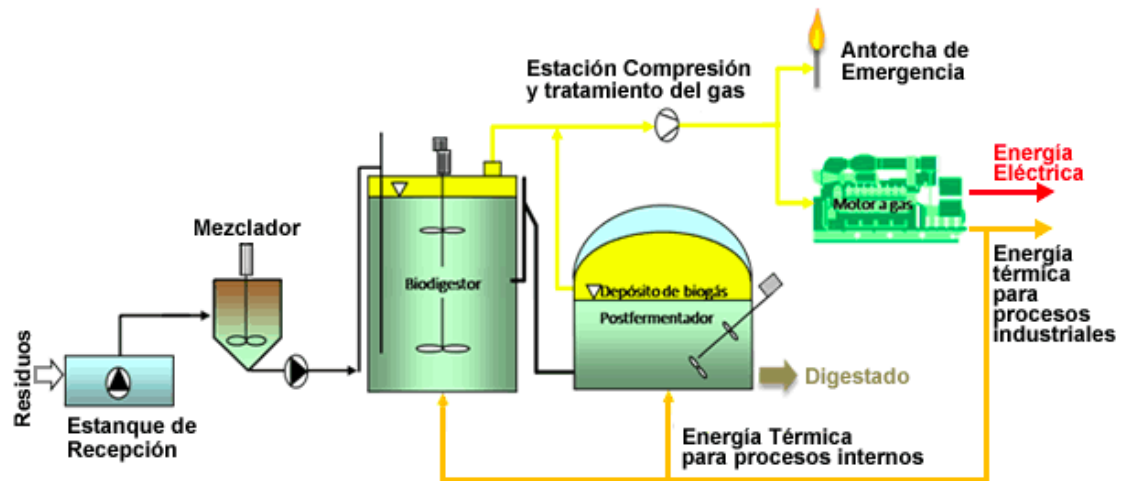 Residuos
Estanque de
Recepción
Mezclador
Biodigestor
Estación Compresión
y tratamiento del gas
Depósito de biogás
Postfermentador
Digestado
Antorcha de
Emergencia
Motor a gas
Energía
Eléctrica
Energía
térmica
para
procesos
industriales
Energía Térmica
para procesos internos